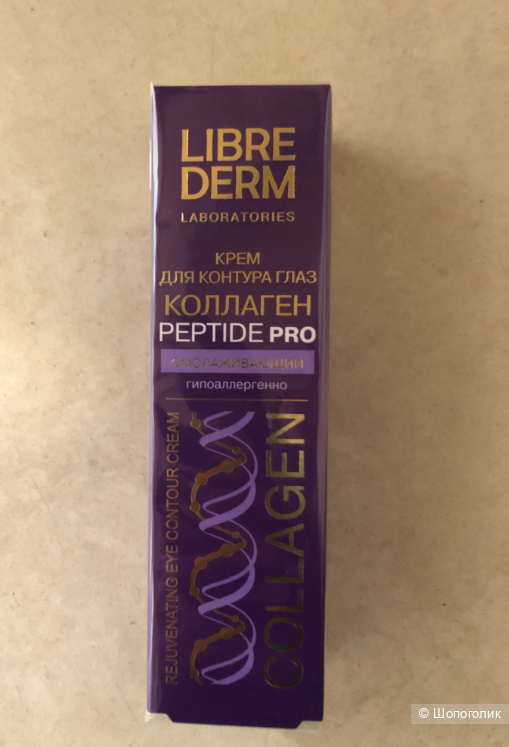 LIBRE
DERM
LABORATORIES
КРЕМ
ДЛЯ КОНТУРА ГЛАЗ
КОЛЛАГЕН
PEPTIDE PRO
ОМОЛАЖИВАЮЩИЙ
гипоаллергенно
REJUVENATING EYE CONTOUR CREAM
COLLAGEN
© Шопоголик